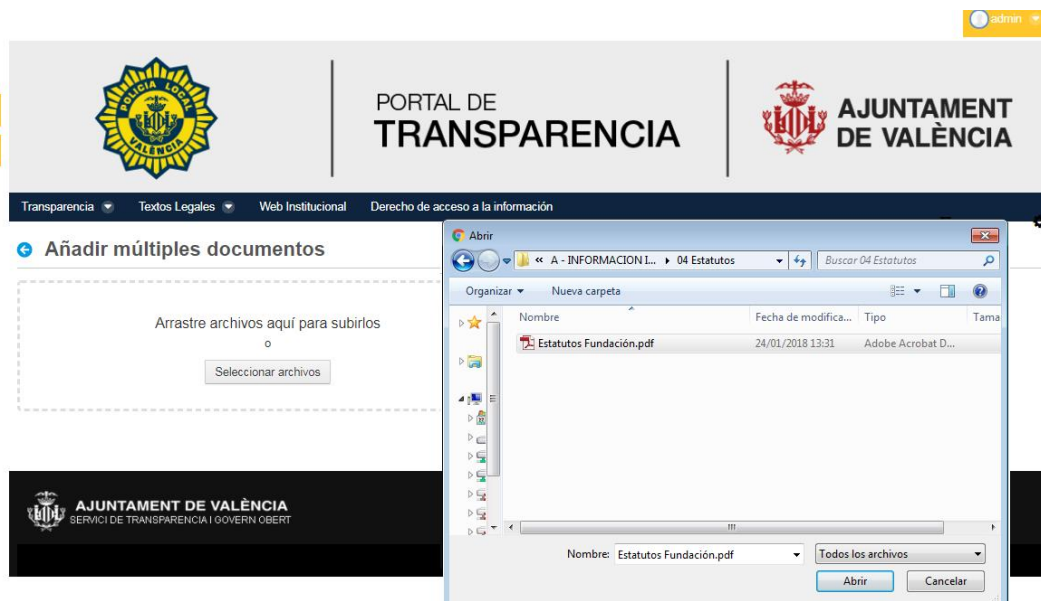 admin
POLICIA LOCAL
VALENCIA
PORTAL DE
TRANSPARENCIA
AJUNTAMENT
DE VALÈNCIA
Transparencia Textos Legales Web Institucional Derecho de acceso a la información
Añadir múltiples documentos
Arrastre archivos aquí para subirlos
o
Seleccionar archivos
Abrir
« A - INFORMACION I... 04 Estatutos Buscar 04 Estatutos
Organizar Nueva carpeta
Nombre Fecha de modifica... Tipo Tama
Estatutos Fundación.pdf 24/01/2018 13:31 Adobe Acrobat D...
Nombre: Estatutos Fundación.pdf Todos los archivos
Abrir Cancelar
AJUNTAMENT DE VALÈNCIA
SERVICI DE TRANSPARENCIA I GOVERN OBERT